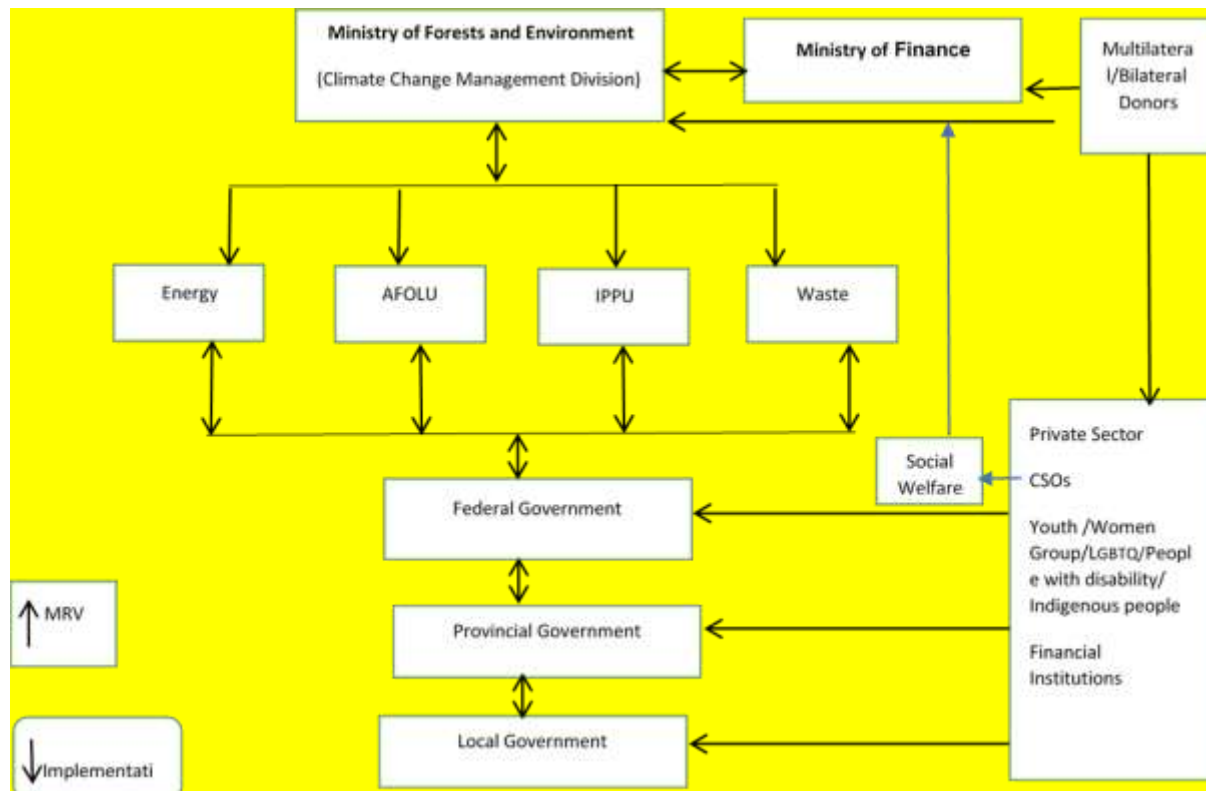 Ministry of Forests and Environment
(Climate Change Management Division)
Ministry of Finance
Multilatera
l/Bilateral
Donors
Energy
AFOLU
IPPU
Waste
Social
Welfare
Private Sector
CSOs
Youth /Women
Group/LGBTQ/Peopl
e with disability/
Indigenous people
Financial
Institutions
Federal Government
Provincial Government
Local Government
MRV
Implementati